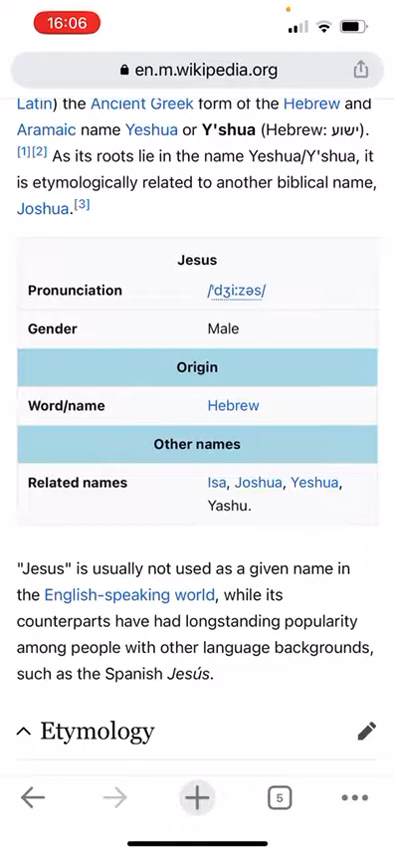 16:06
en.m.wikipedia.org
Latin) the Ancient Greek form of the Hebrew and
Aramaic name Yeshua or Y'shua (Hebrew: ישוע).
[1][2] As its roots lie in the name Yeshua/Y'shua, it
is etymologically related to another biblical name,
Joshua.[3]
Jesus
Pronunciation /ˈdʒiːzəs/
Gender Male
Origin
Word/name Hebrew
Other names
Related names Isa, Joshua, Yeshua,
Yashu.
"Jesus" is usually not used as a given name in
the English-speaking world, while its
counterparts have had longstanding popularity
among people with other language backgrounds,
such as the Spanish Jesús.
Etymology
5